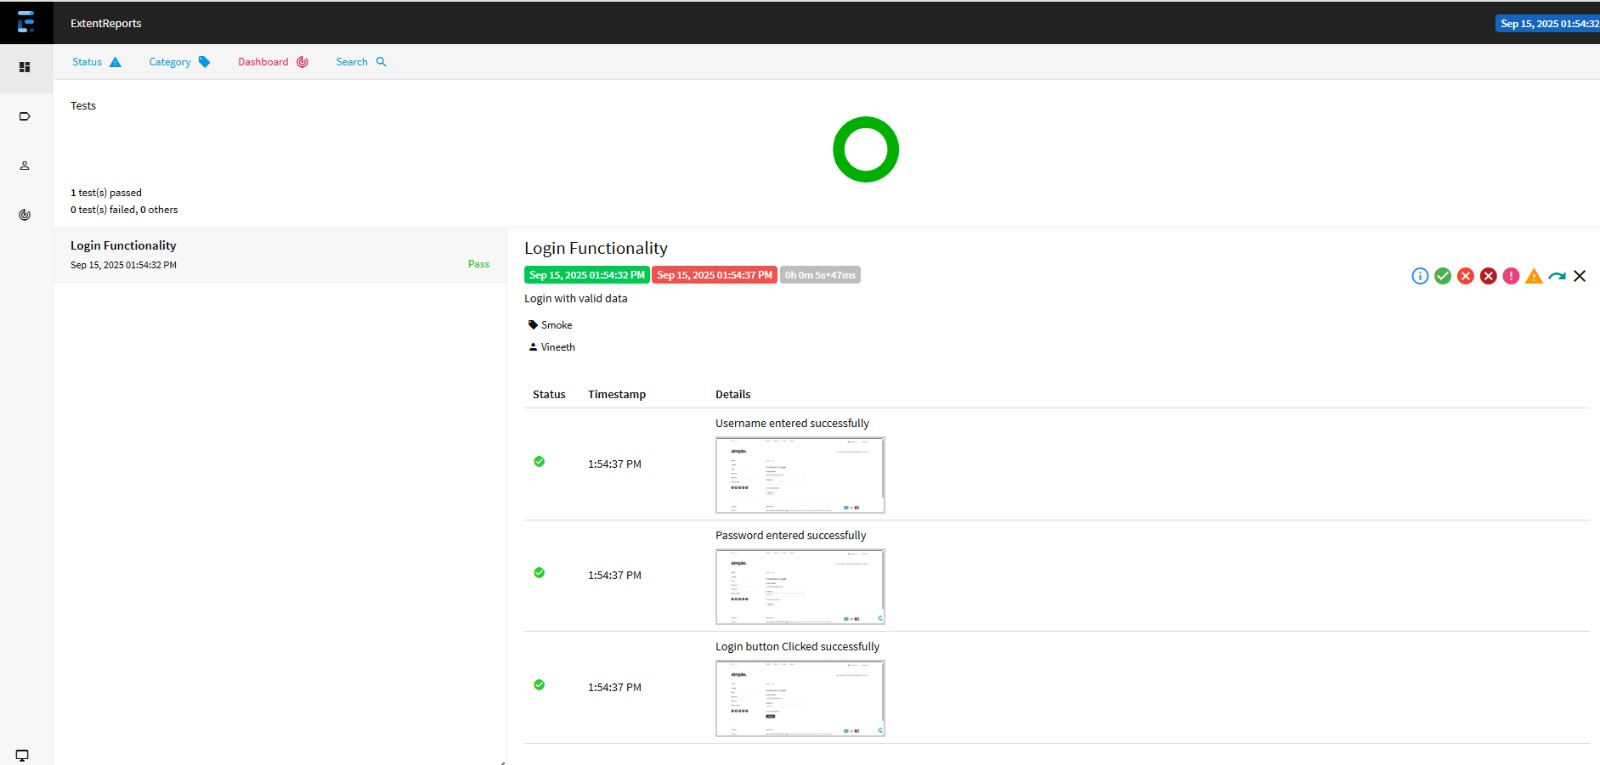 ExtentReports
Sep 15, 2025 01:54:32
Status
Category
Dashboard
Search
Tests
1 test(s) passed
0 test(s) failed, 0 others
Login Functionality
Sep 15, 2025 01:54:32 PM
Pass
Login Functionality
Sep 15, 2025 01:54:32 PM Sep 15, 2025 01:54:37 PM 0h 0m 5s+47ms
Login with valid data
Smoke
Vineeth
Status Timestamp Details
Username entered successfully
simple.
1:54:37 PM
Password entered successfully
simple.
1:54:37 PM
Login button Clicked successfully
simple.
1:54:37 PM